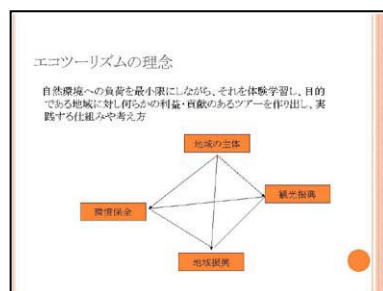 エコツーリズムの理念
自然環境への負荷を最小限にしながら、それを体験学習し、目的
である地域に対し何らかの利益・貢献のあるツアーを作り出し、実
践する仕組みや考え方
地域の主体
観光振興
環境保全
地域振興